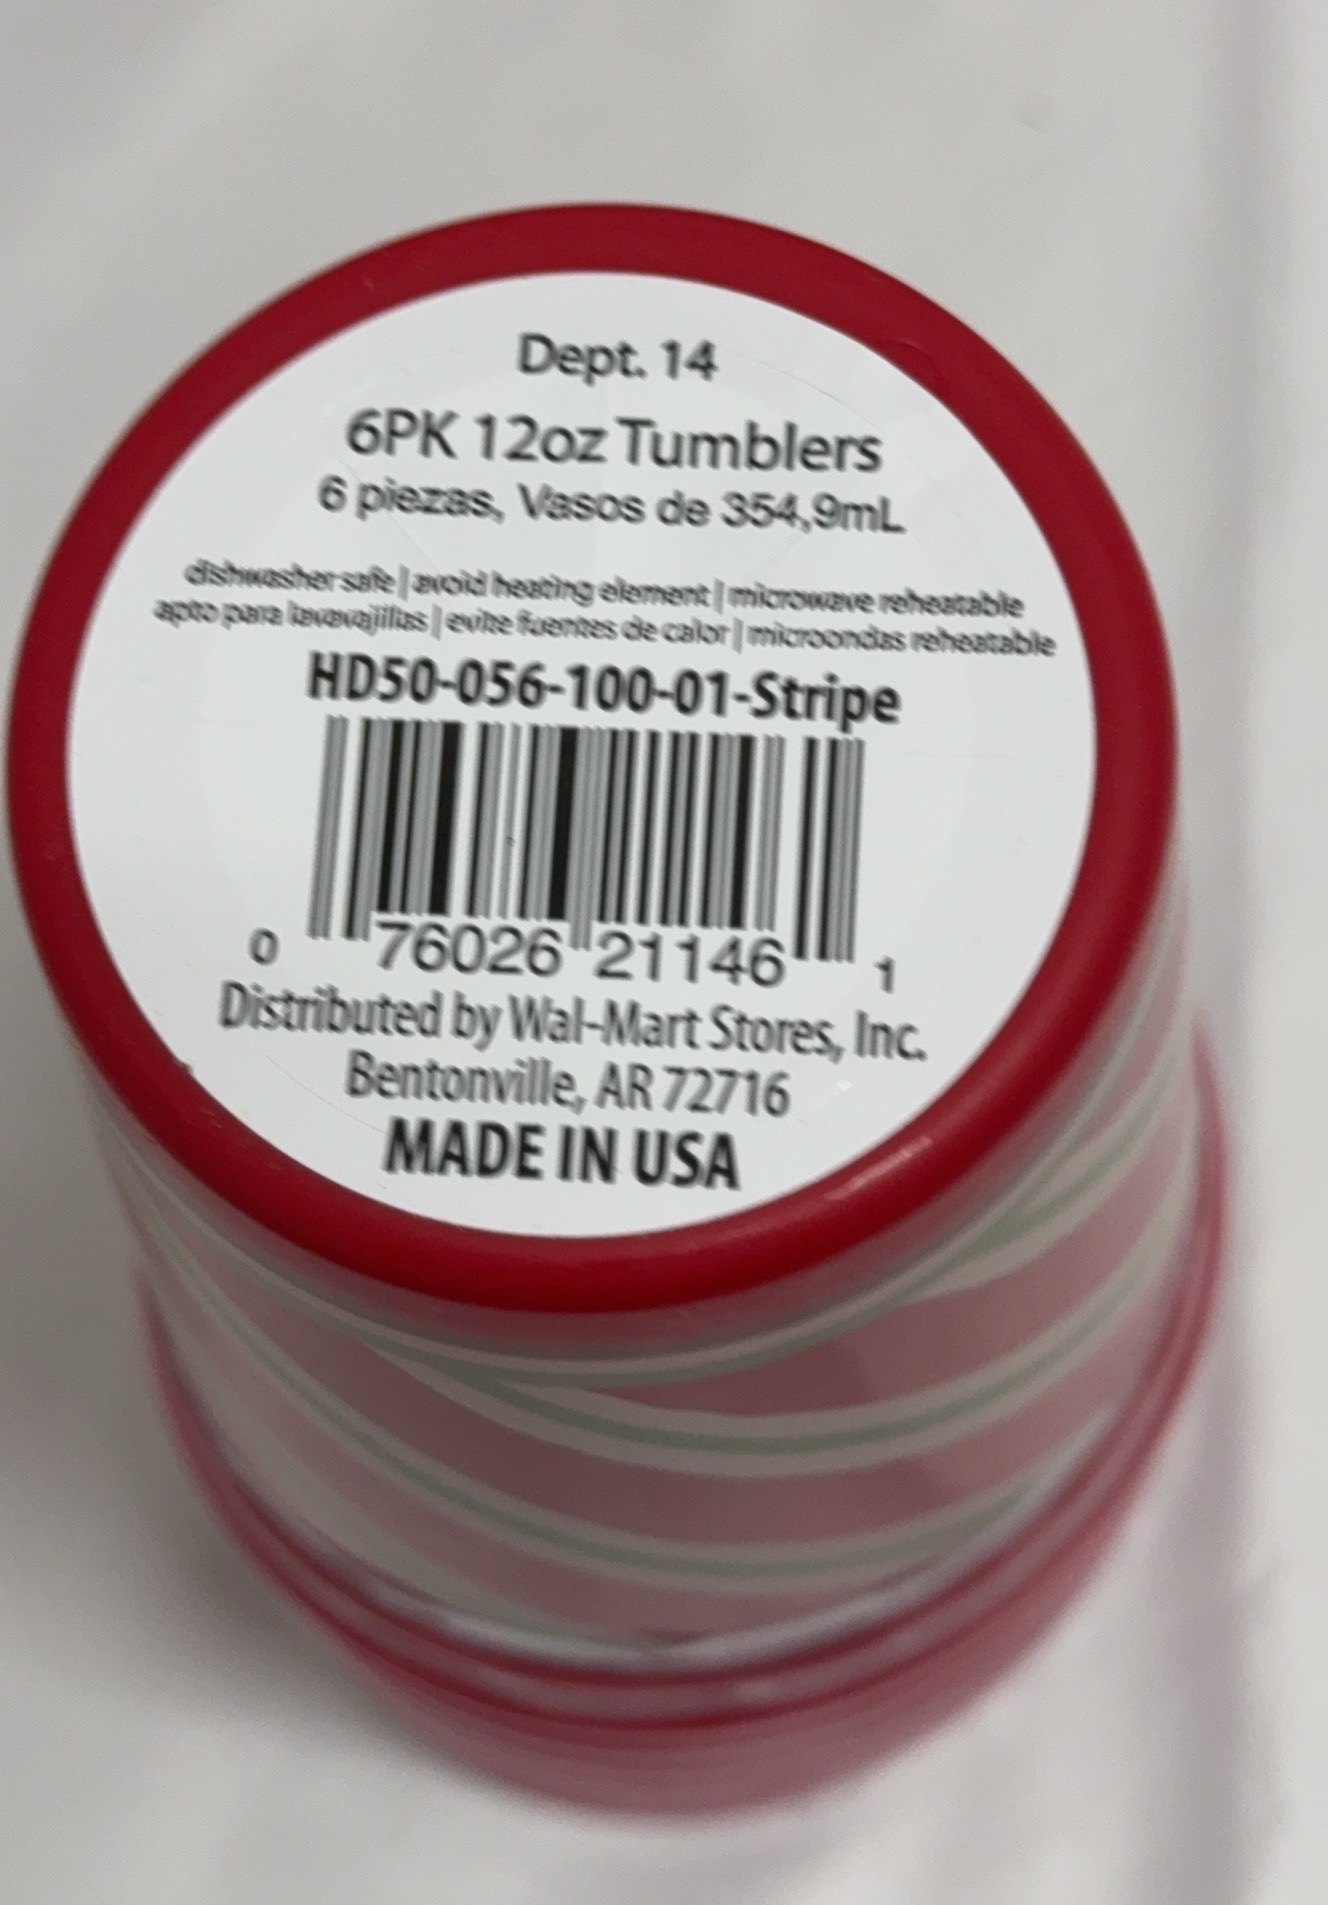 Dept. 14
6PK 12oz Tumblers
6 piezas, Vasos de 354,9mL
dishwasher safe | avoid heating element | microwave reheatable
apto para lavavajillas | evite fuentes de calor | microondas reheatable
HD50-056-100-01-Stripe
0 76026 21146 1
Distributed by Wal-Mart Stores, Inc.
Bentonville, AR 72716
MADE IN USA